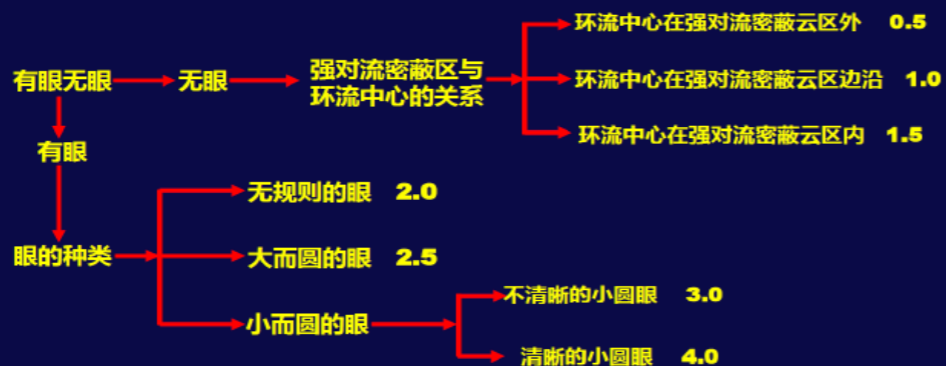 环流中心在强对流密蔽云区外 0.5
有眼无眼 无眼 强对流密蔽区与
环流中心的关系 环流中心在强对流密蔽云区边沿 1.0
环流中心在强对流密蔽云区内 1.5
有眼
无规则的眼 2.0
眼的种类 大而圆的眼 2.5
小而圆的眼 不清晰的小圆眼 3.0
清晰的小圆眼 4.0